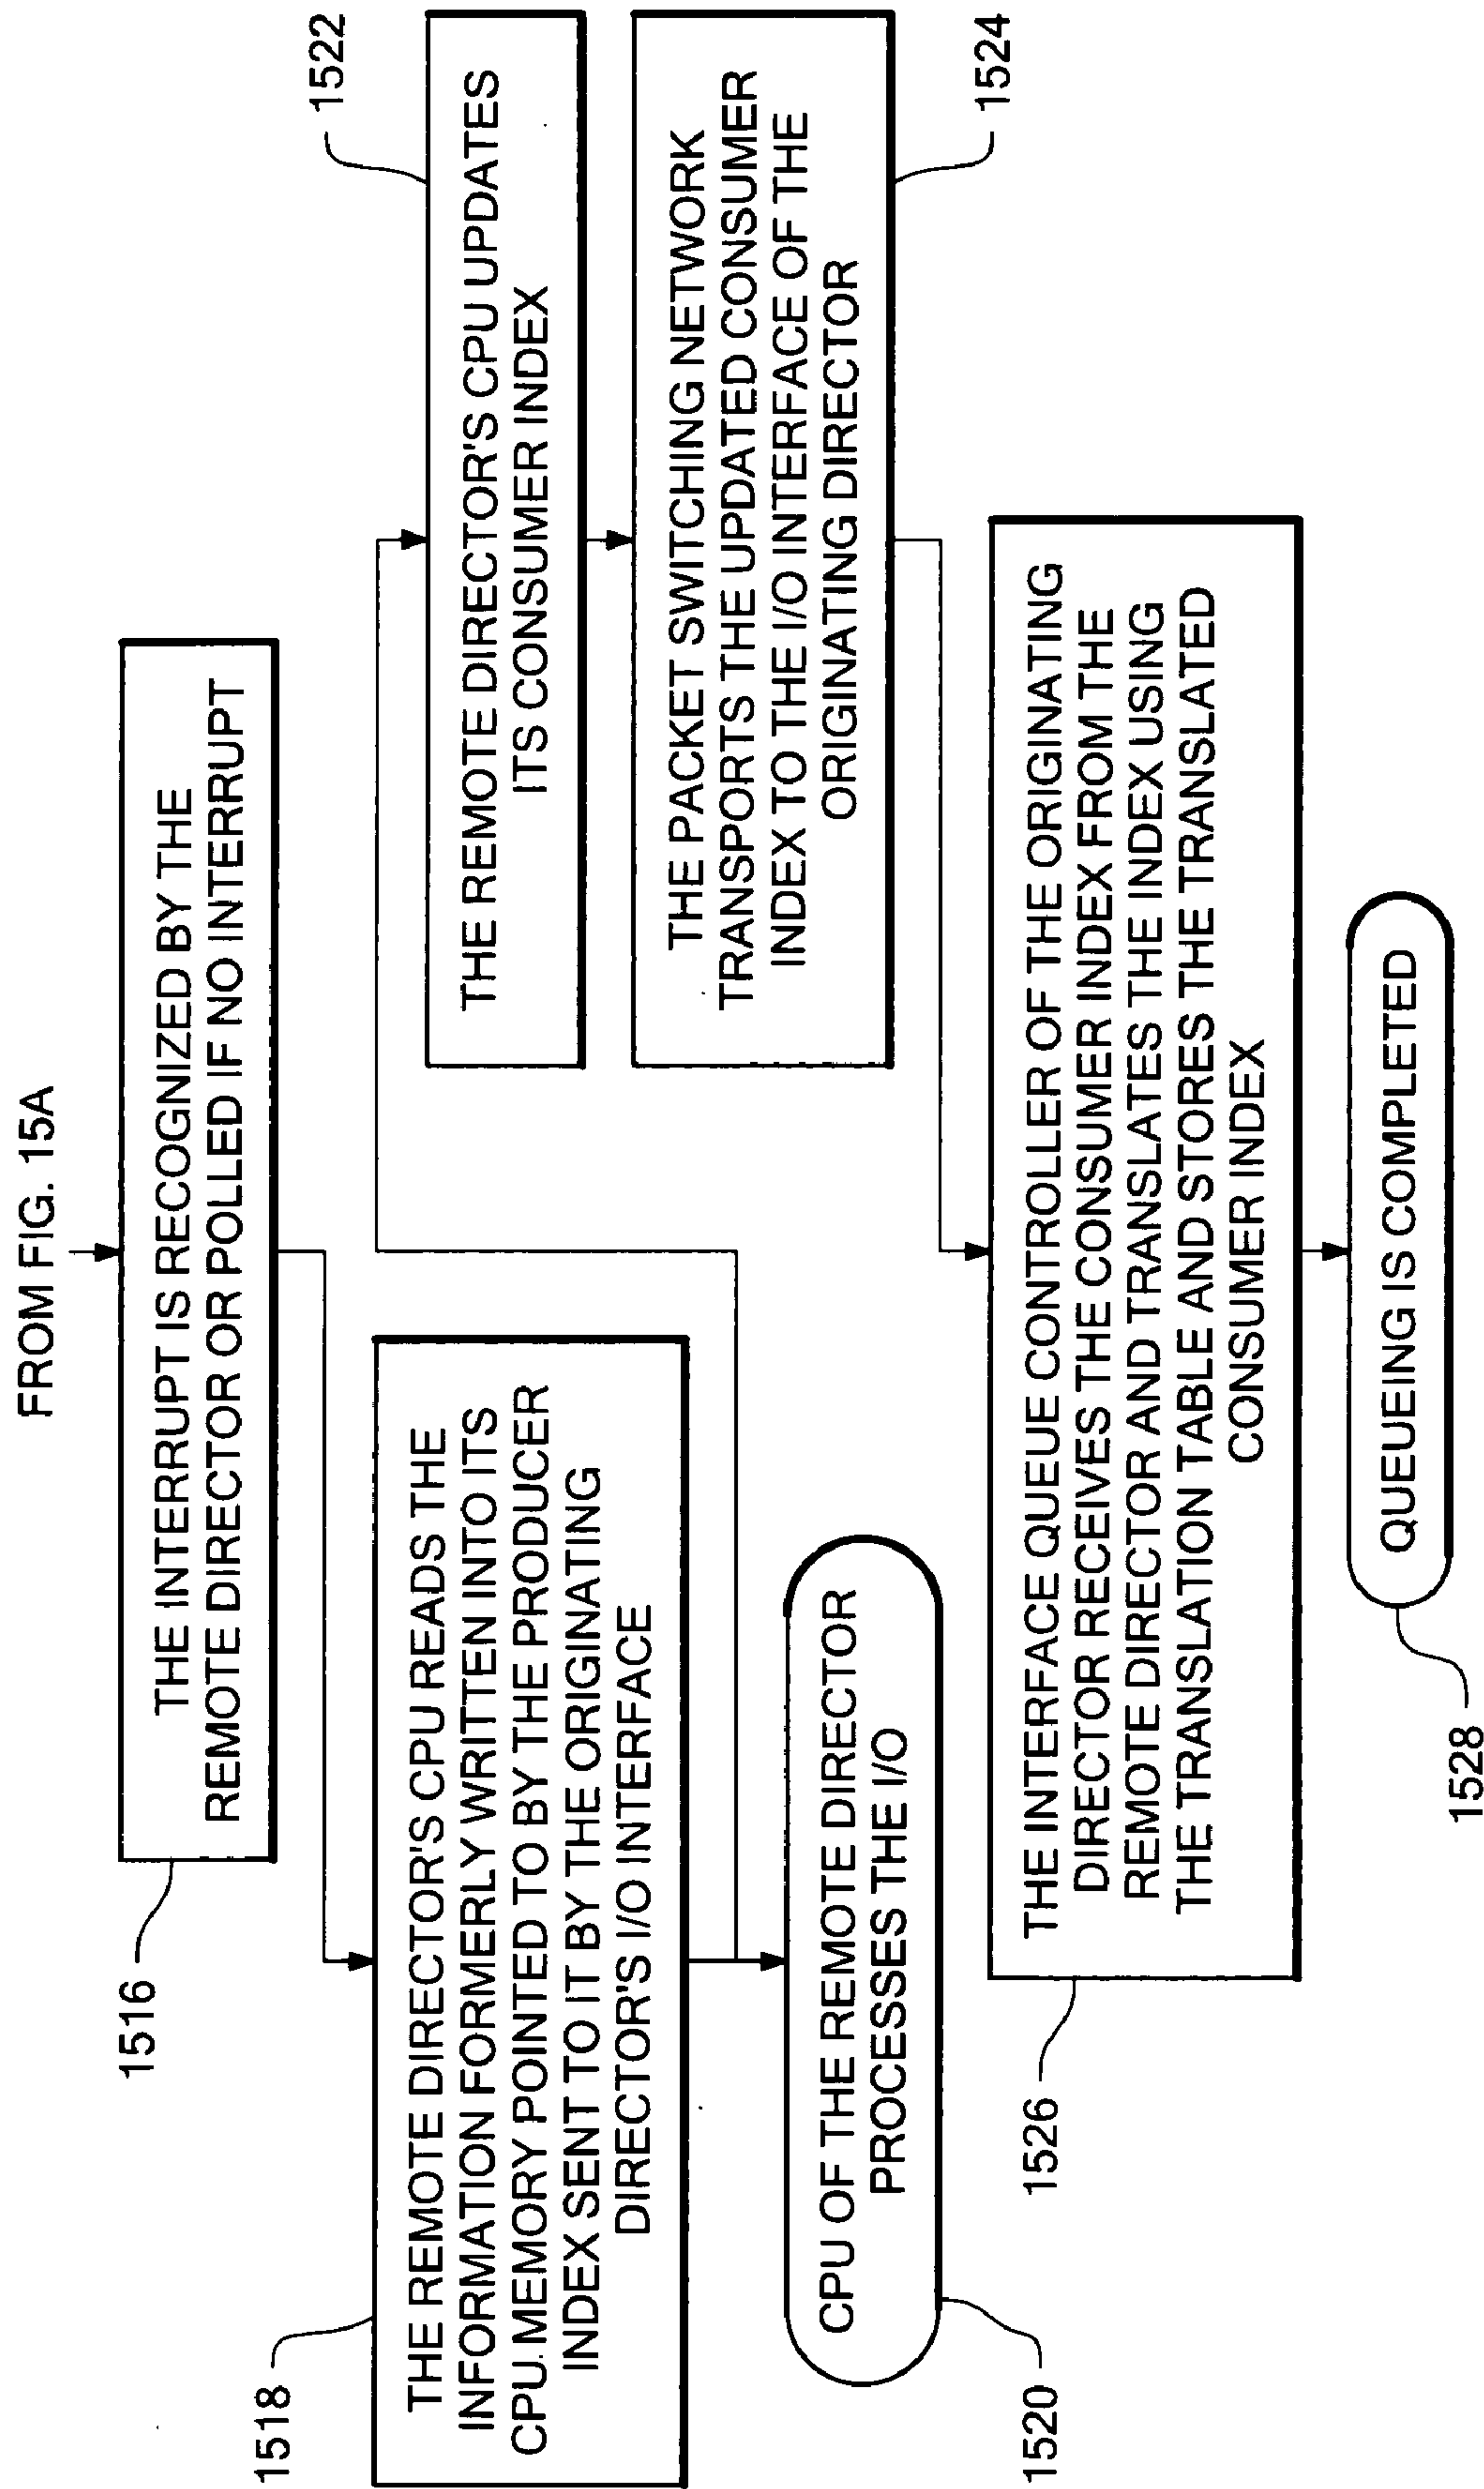 FROM FIG. 15A
1516
THE INTERRUPT IS RECOGNIZED BY THE
REMOTE DIRECTOR OR POLLED IF NO INTERRUPT
1518
THE REMOTE DIRECTOR'S CPU READS THE
INFORMATION FORMERLY WRITTEN INTO ITS
CPU MEMORY POINTED TO BY THE PRODUCER
INDEX SENT TO IT BY THE ORIGINATING
DIRECTOR'S I/O INTERFACE
1520
CPU OF THE REMOTE DIRECTOR
PROCESSES THE I/O
1522
THE REMOTE DIRECTOR'S CPU UPDATES
ITS CONSUMER INDEX
THE PACKET SWITCHING NETWORK
TRANSPORTS THE UPDATED CONSUMER
INDEX TO THE I/O INTERFACE OF THE
ORIGINATING DIRECTOR
1524
1526
THE INTERFACE QUEUE CONTROLLER OF THE ORIGINATING
DIRECTOR RECEIVES THE CONSUMER INDEX FROM THE
REMOTE DIRECTOR AND TRANSLATES THE INDEX USING
THE TRANSLATION TABLE AND STORES THE TRANSLATED
CONSUMER INDEX
QUEUEING IS COMPLETED
1528